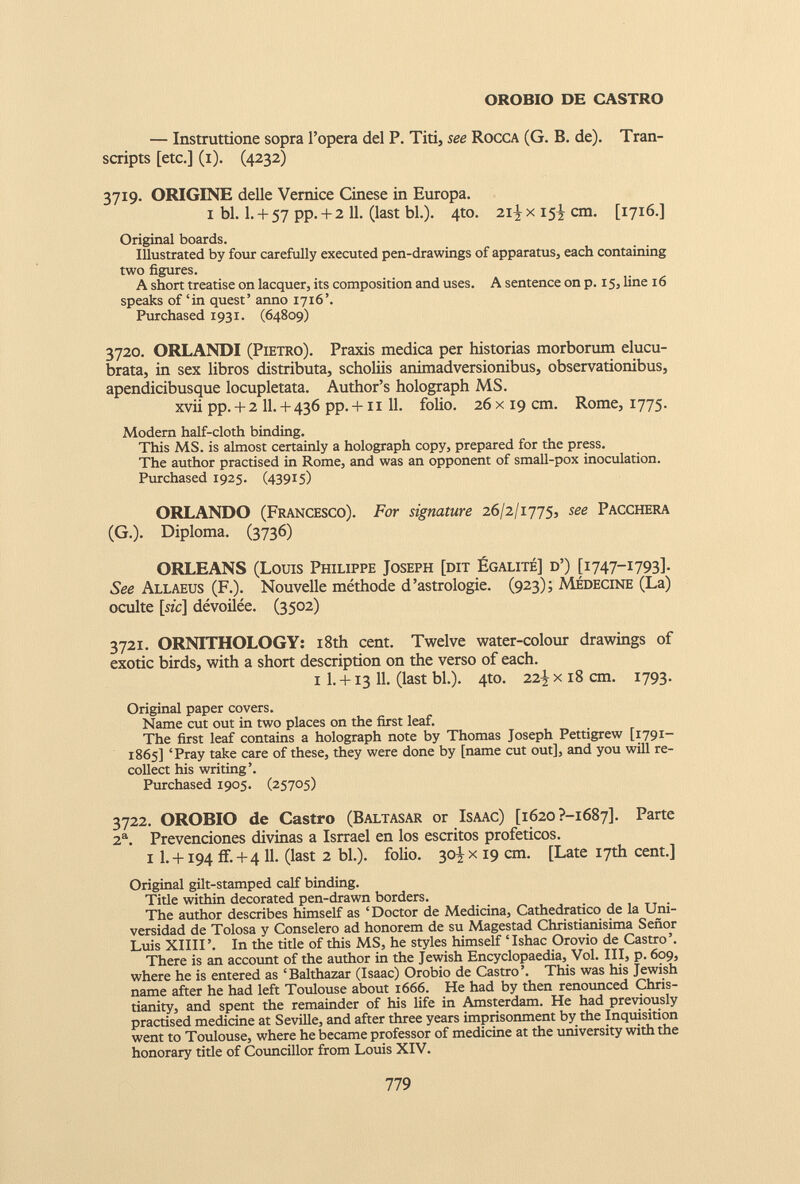 OROBIO DE CASTRO
— Instruttione sopra l'opera del P. Titi, see ROCCA (G. B. de). Tran-
scripts [etc.] (1). (4232)
3719. ORIGINE delle Vernice Cinese in Europa.
1 bl. l. + 57 pp. + 2 ll. (last bl.). 4to. 21½ x 15½ cm. [1716.]
Original boards.
Illustrated by four carefully executed pen-drawings of apparatus, each containing
two figures.
A short treatise on lacquer, its composition and uses. A sentence on p. 15, line 16
speaks of 'in quest' anno 1716'.
Purchased 1931. (64809)
3720. ORLANDI (PIETRO). Praxis medica per historias morborum elucu-
brata, in sex libros distributa, scholiis animadversionibus, observationibus,
apendicibusque locupletata. Author's holograph MS.
xvii pp. + 2 ll. + 436 pp. + 11 ll. folio. 26 x 19 cm. Rome, 1775.
Modern half-cloth binding.
This MS. is almost certainly a holograph copy, prepared for the press.
The author practised in Rome, and was an opponent of small-pox inoculation.
Purchased 1925. (43915)
ORLANDO (FRANCESCO). For signature 26/2/1775, see PACCHERA
(G.). Diploma. (3736)
ORLEANS (LOUIS PHILIPPE JOSEPH [DIT ÉGALITÉ] D') [1747–1793].
See ALLAEUS (F.). Nouvelle méthode d'astrologie. (923); MÉDECINE (La)
oculte [sic] dévoilée. (3502)
3721. ORNITHOLOGY: 18th cent. Twelve water-colour drawings of
exotic birds, with a short description on the verso of each.
1 l. + 13 ll. (last bl.). 4to. 22½ x 18 cm. 1793.
Original paper covers.
Name cut out in two places on the first leaf.
The first leaf contains a holograph note by Thomas Joseph Pettigrew [1791–
1865] 'Pray take care of these, they were done by [name cut out], and you will re-
collect his writing'.
Purchased 1905. (25705)
3722. OROBIO de Castro (BALTASAR or ISAAC) [1620?–1687]. Parte
2ª. Prevenciones divinas a Isrrael en los escritos profeticos.
1 l. + 194 ff. + 4 ll. (last 2 bl.). folio. 30½ x 19 cm. [Late 17th cent.]
Original gilt-stamped calf binding.
Title within decorated pen-drawn borders.
The author describes himself as 'Doctor de Medicina, Cathedratico de la Uni-
versidad de Tolosa y Conselero ad honorem de su Magestad Christianisima Señor
Luis XIIII'. In the title of this MS, he styles himself 'Ishac Orovio de Castro'.
There is an account of the author in the Jewish Encyclopaedia, Vol. III, p. 609,
where he is entered as 'Balthazar (Isaac) Orobio de Castro'. This was his Jewish
name after he had left Toulouse about 1666. He had by then renounced Chris-
tianity, and spent the remainder of his life in Amsterdam. He had previously
practised medicine at Seville, and after three years imprisonment by the Inquisition
went to Toulouse, where he became professor of medicine at the university with the
honorary title of Councillor from Louis XIV.
779